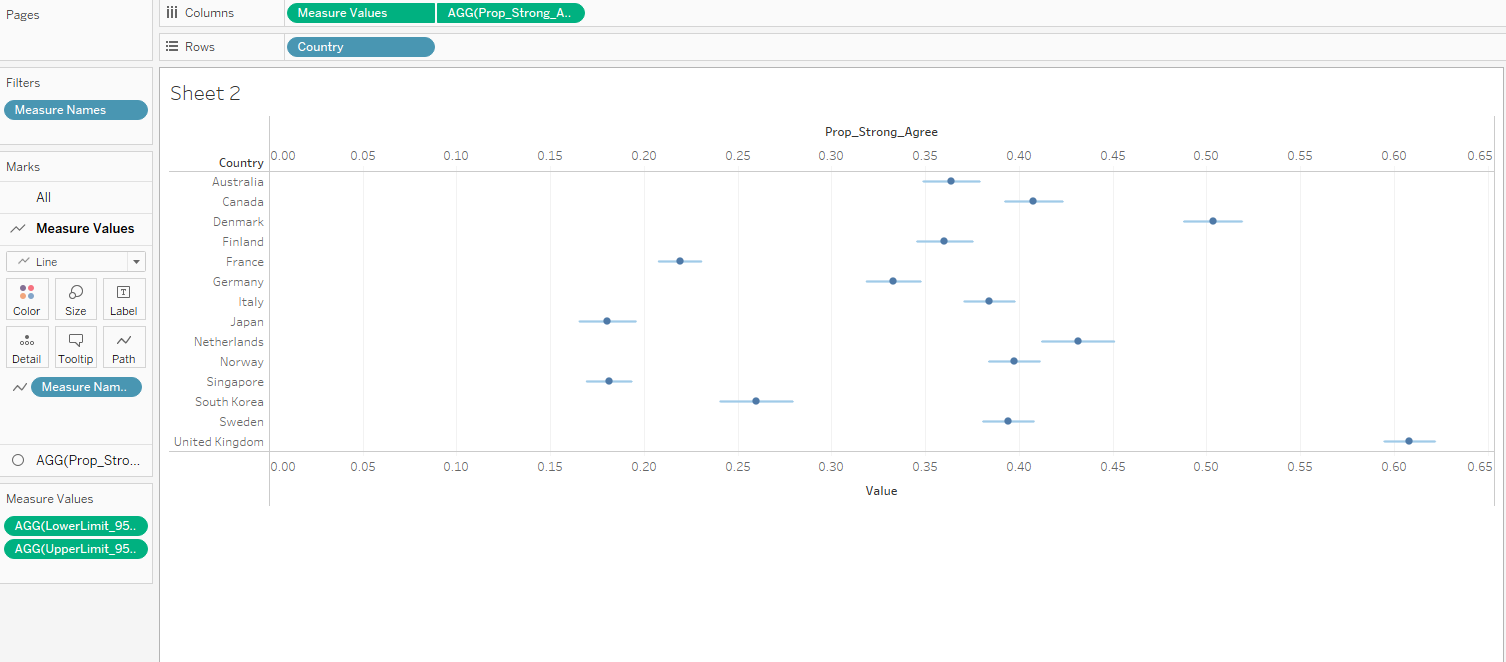 Pages
Columns Measure Values AGG(Prop_Strong_A..
Rows Country
Filters
Measure Names
Marks
All
Measure Values
Line
Color Size Label
Detail Tooltip Path
Measure Nam..
AGG(Prop_Stro...
Measure Values
AGG(LowerLimit_95..
AGG(UpperLimit_95..
Sheet 2
Prop_Strong_Agree
Country 0.00 0.05 0.10 0.15 0.20 0.25 0.30 0.35 0.40 0.45 0.50 0.55 0.60 0.65
Australia
Canada
Denmark
Finland
France
Germany
Italy
Japan
Netherlands
Norway
Singapore
South Korea
Sweden
United Kingdom
0.00 0.05 0.10 0.15 0.20 0.25 0.30 0.35 0.40 0.45 0.50 0.55 0.60 0.65
Value